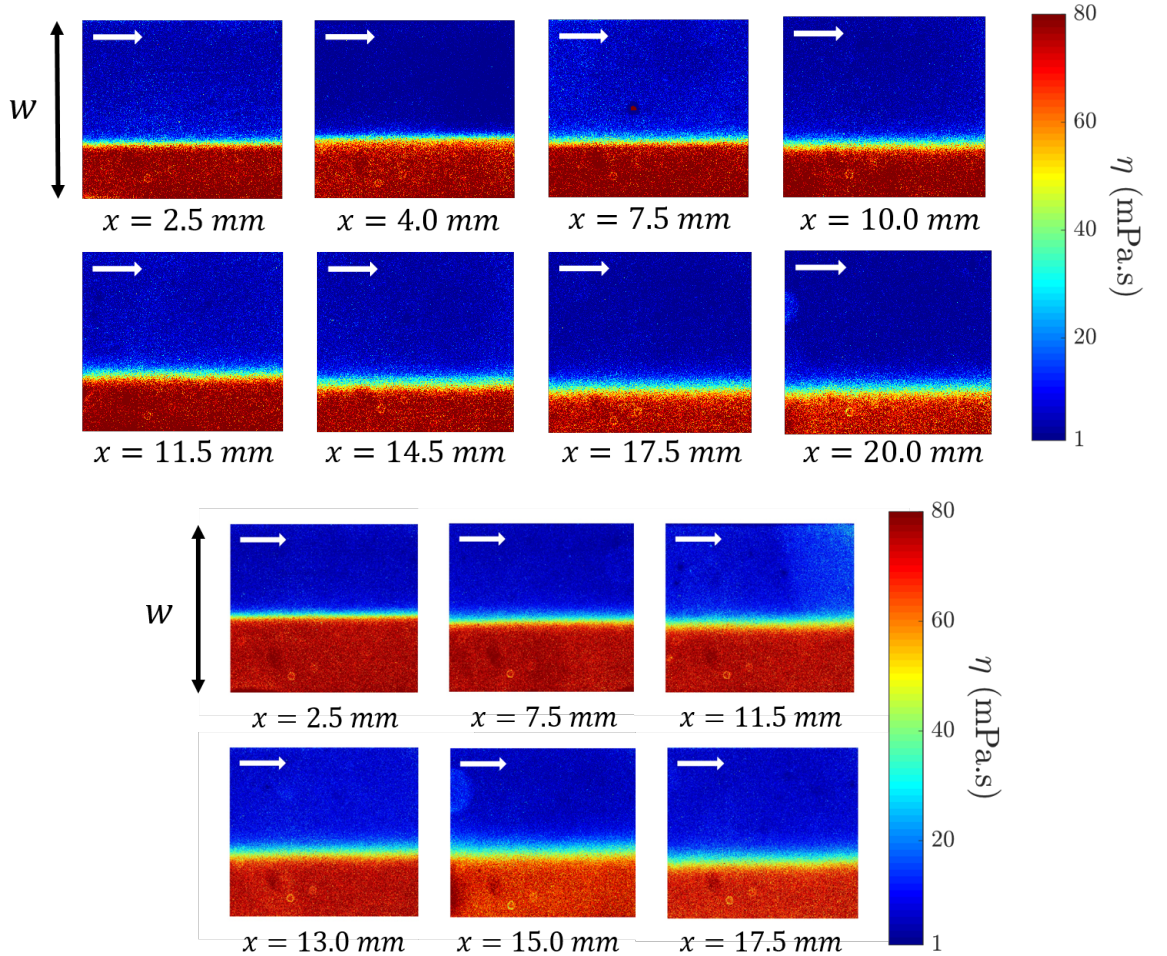 80
w
x = 2.5 mm
x = 4.0 mm
x = 7.5 mm
x = 10.0 mm
60
40
20
1
η (mPa.s)
x = 11.5 mm
x = 14.5 mm
x = 17.5 mm
x = 20.0 mm
80
w
x = 2.5 mm
x = 7.5 mm
x = 11.5 mm
60
40
20
1
η (mPa.s)
x = 13.0 mm
x = 15.0 mm
x = 17.5 mm